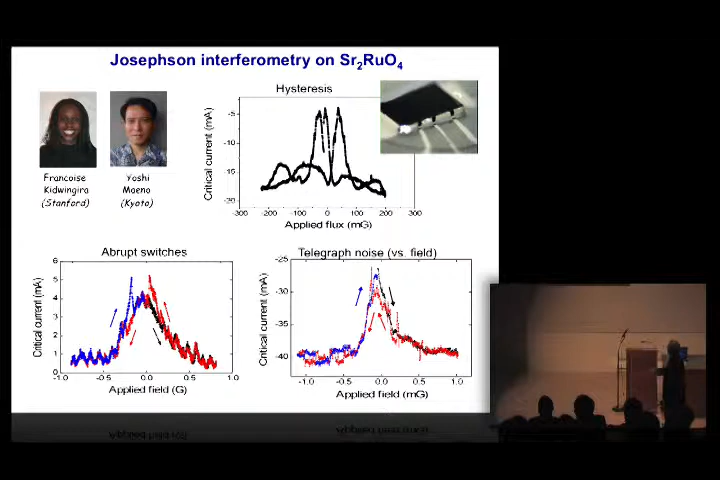 Josephson interferometry on Sr2RuO4
Francoise
Kidwingira
(Stanford)
Yoshi
Maeno
(Kyoto)
Hysteresis
Critical current (mA)
-5
-10
15
-20
-300 -200 -100 0 100 200 300
Applied flux (mG)
Abrupt switches
Critical current (mA)
6
5
4
3
2
1
0
-1.0 -0.5 0.0 0.5 1.0
Applied field (G)
Telegraph noise (vs. field)
Critical current (mA)
-25
-30
-35
-40
-1.0 -0.5 0.0 0.5 1.0
Applied field (mG)